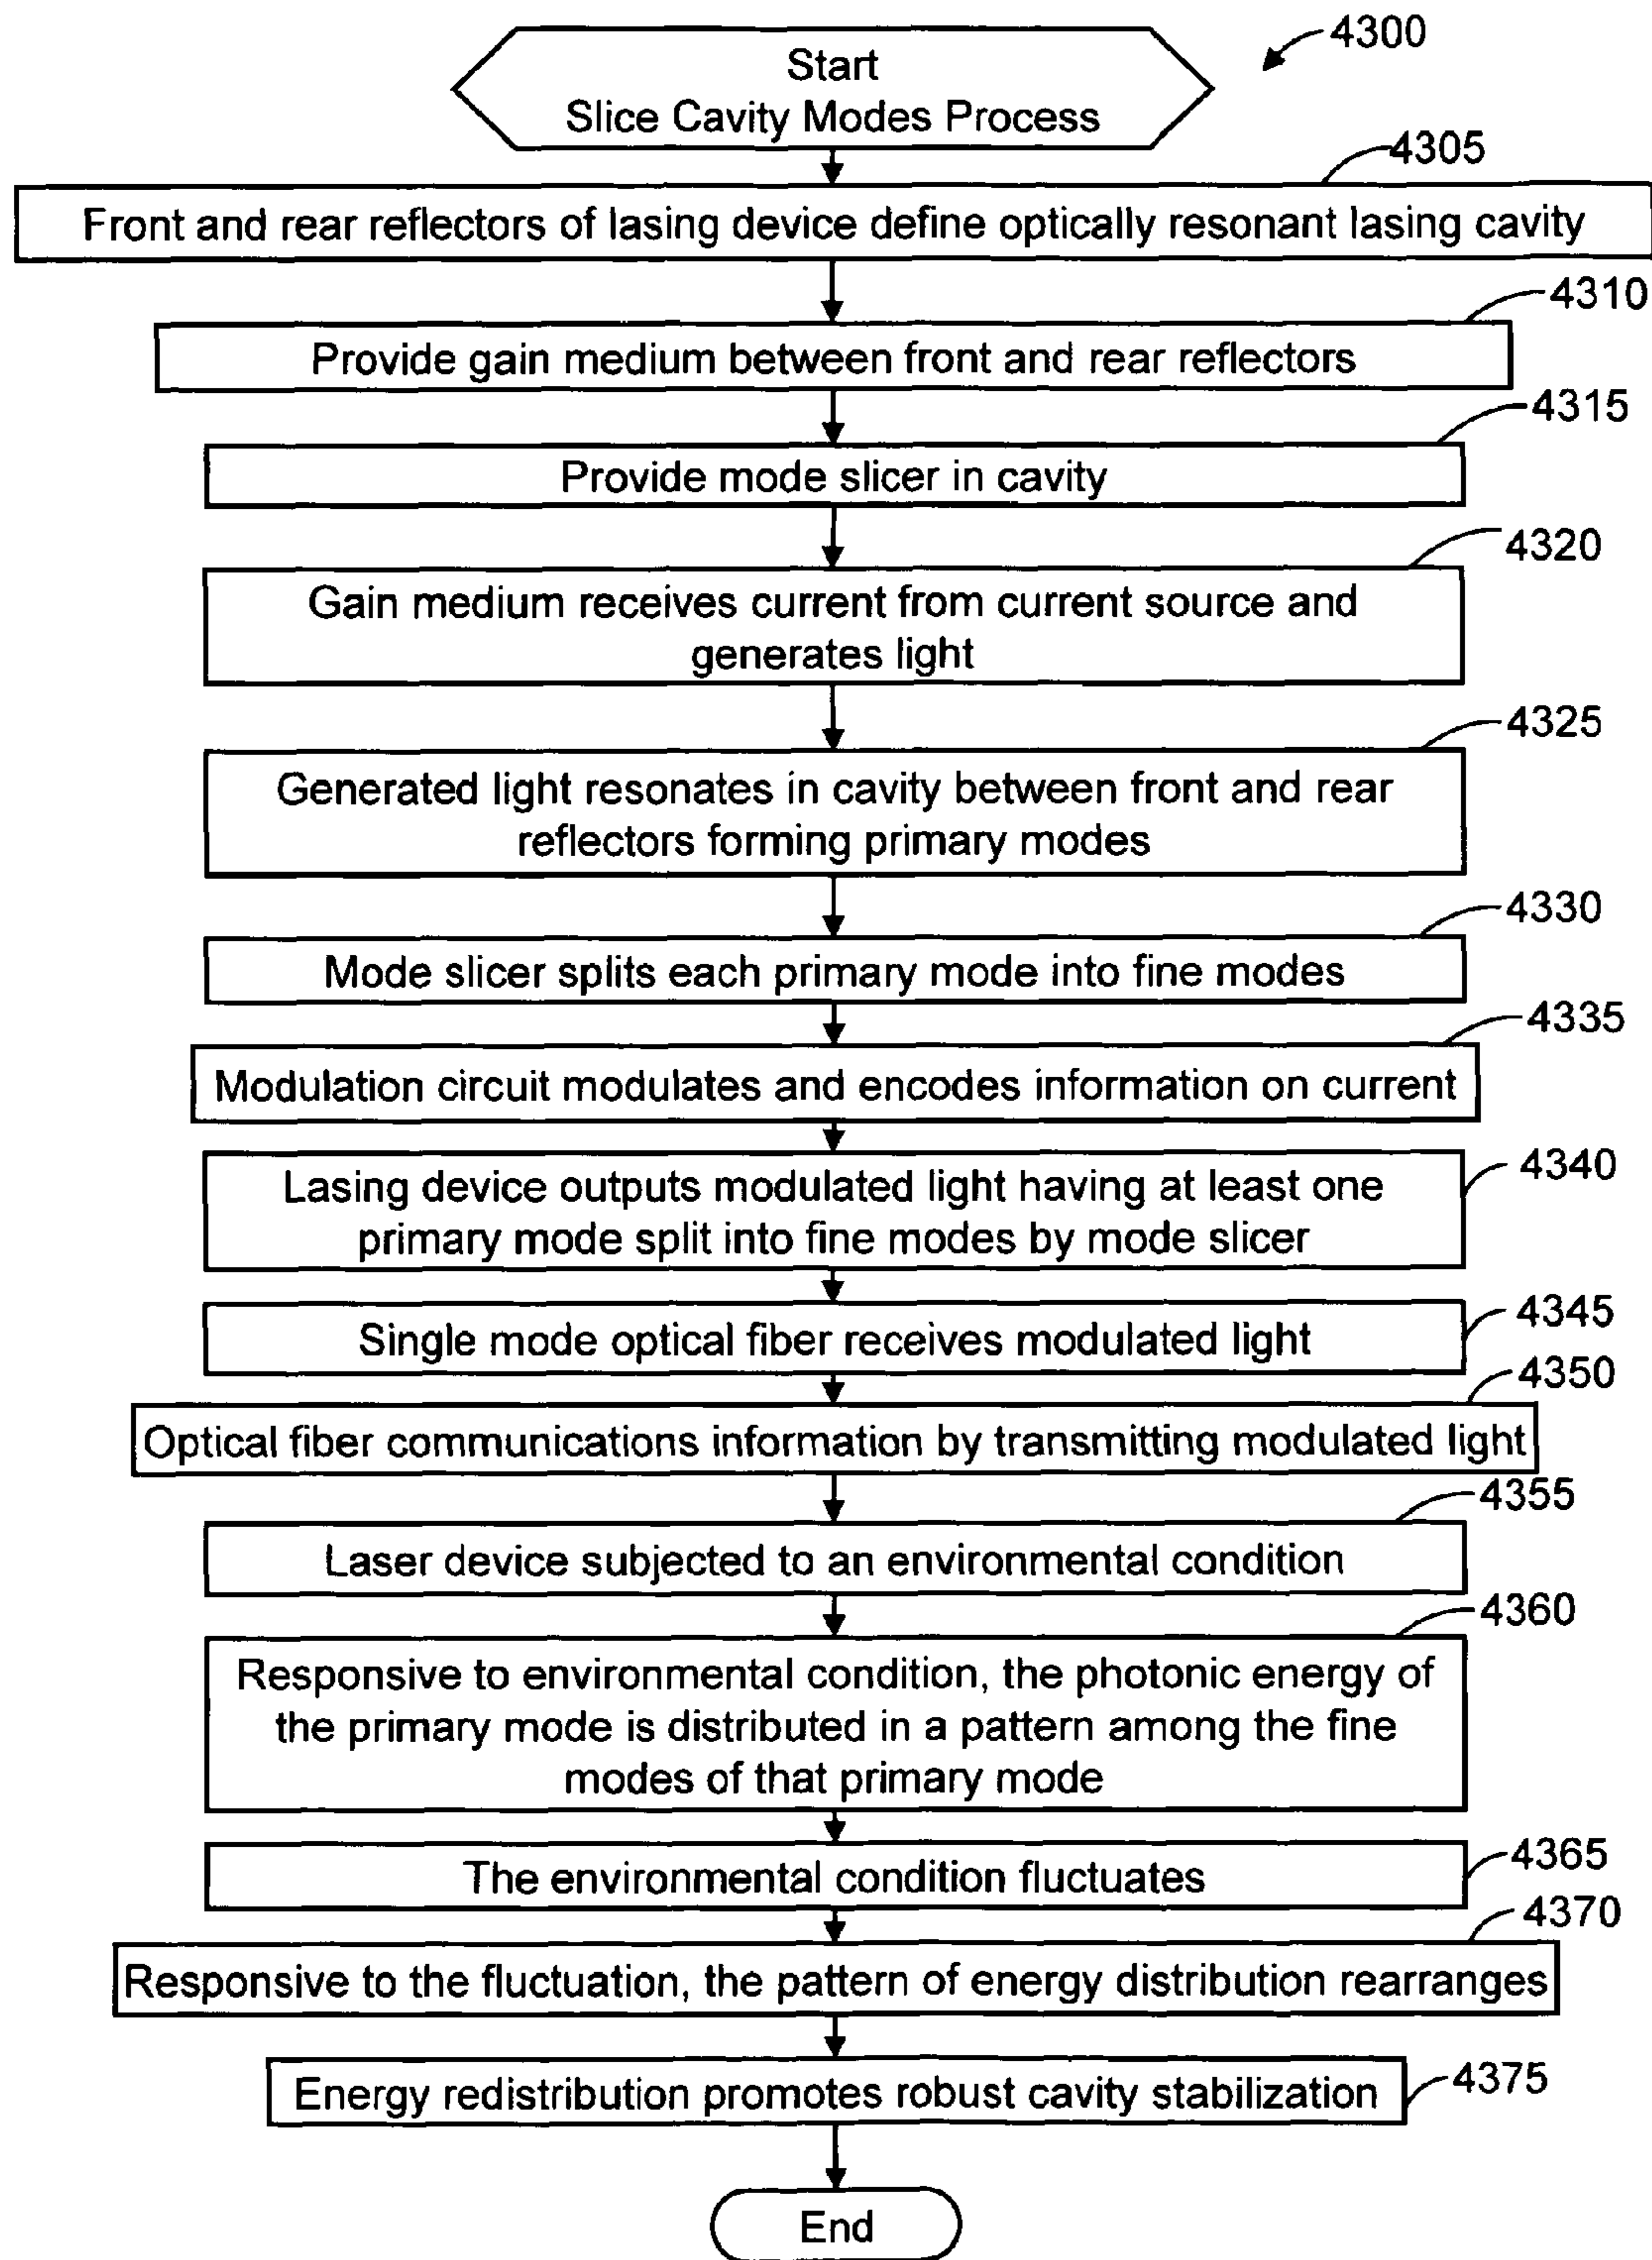 4300
Start
Slice Cavity Modes Process
4305
Front and rear reflectors of lasing device define optically resonant lasing cavity
4310
Provide gain medium between front and rear reflectors
4315
Provide mode slicer in cavity
4320
Gain medium receives current from current source and
generates light
4325
Generated light resonates in cavity between front and rear
reflectors forming primary modes
4330
Mode slicer splits each primary mode into fine modes
4335
Modulation circuit modulates and encodes information on current
4340
Lasing device outputs modulated light having at least one
primary mode split into fine modes by mode slicer
4345
Single mode optical fiber receives modulated light
4350
Optical fiber communications information by transmitting modulated light
4355
Laser device subjected to an environmental condition
4360
Responsive to environmental condition, the photonic energy of
the primary mode is distributed in a pattern among the fine
modes of that primary mode
4365
The environmental condition fluctuates
4370
Responsive to the fluctuation, the pattern of energy distribution rearranges
4375
Energy redistribution promotes robust cavity stabilization
End